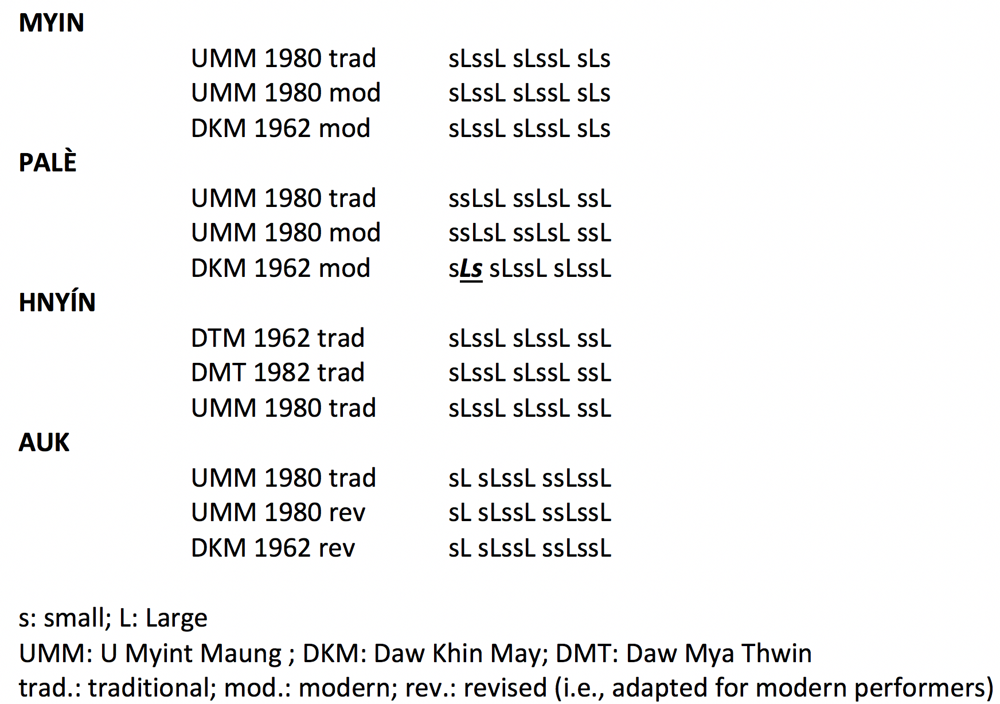 MYIN
UMM 1980 trad sLssL sLssL sLs
UMM 1980 mod sLssL sLssL sLs
DKM 1962 mod sLssL sLssL sLs
PALÈ
UMM 1980 trad ssLsL ssLsL ssL
UMM 1980 mod ssLsL ssLsL ssL
DKM 1962 mod sLs sLssL sLssL
HNYÍN
DTM 1962 trad sLssL sLssL ssL
DMT 1982 trad sLssL sLssL ssL
UMM 1980 trad sLssL sLssL ssL
AUK
UMM 1980 trad sL sLssL ssLssL
UMM 1980 rev sL sLssL ssLssL
DKM 1962 rev sL sLssL ssLssL
s: small; L: Large
UMM: U Myint Maung ; DKM: Daw Khin May; DMT: Daw Mya Thwin
trad.: traditional; mod.: modern; rev.: revised (i.e., adapted for modern performers)